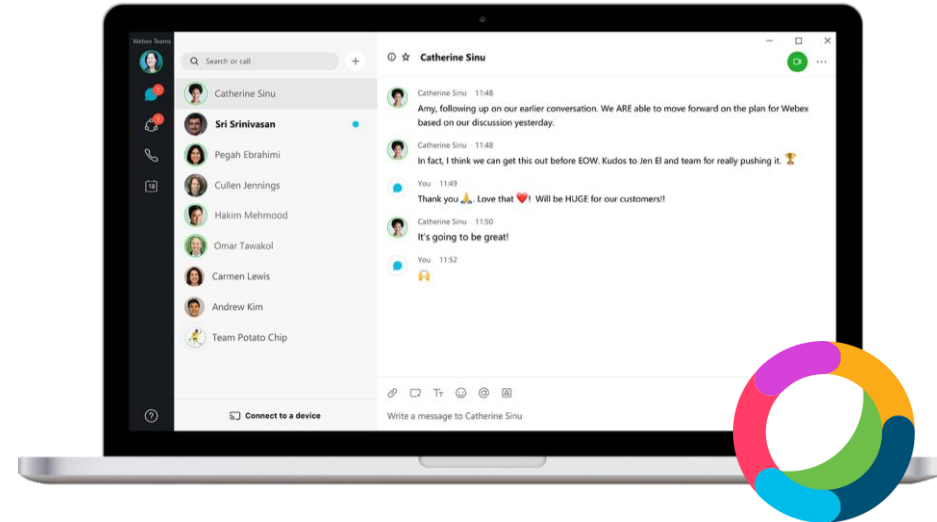 Webex Teams
Search or call
Catherine Sinu
Sri Srinivasan
Pegah Ebrahimi
Cullen Jennings
Hakim Mehmood
Omar Tawakol
Carmen Lewis
Andrew Kim
Team Potato Chip
18
Connect to a device
Catherine Sinu
Catherine Sinu 11:48
Amy, following up on our earlier conversation. We ARE able to move forward on the plan for Webex
based on our discussion yesterday.
Catherine Sinu 11:48
In fact, I think we can get this out before EOW. Kudos to Jen El and team for really pushing it. 🏆
You 11:49
Thank you 🙏. Love that ❤️! Will be HUGE for our customers!!
Catherine Sinu 11:50
It's going to be great!
You 11:52
🙌
Write a message to Catherine Sinu